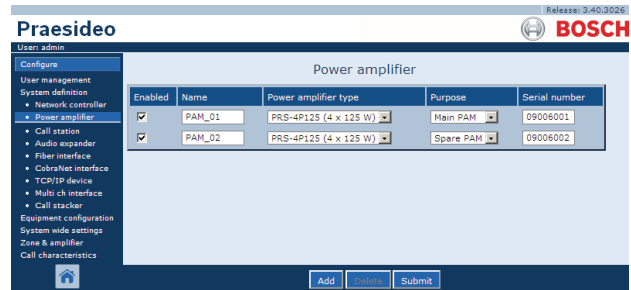 Release: 3.40.3026
Praesideo
BOSCH
User: admin
Configure
User management
System definition
• Network controller
• Power amplifier
• Call station
• Audio expander
• Fiber interface
• CobraNet interface
• TCP/IP device
• Multi ch interface
• Call stacker
Equipment configuration
System wide settings
Zone & amplifier
Call characteristics
Power amplifier
Enabled Name Power amplifier type Purpose Serial number
PAM_01 PRS-4P125 (4 x 125 W) Main PAM 09006001
PAM_02 PRS-4P125 (4 x 125 W) Spare PAM 09006002
Add Delete Submit